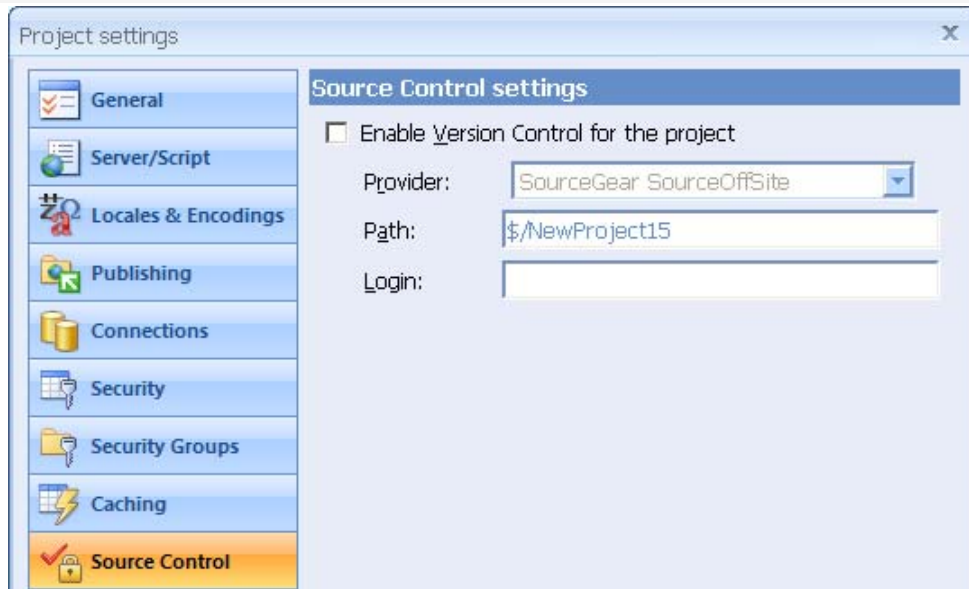 Project settings
General
Server/Script
Locales & Encodings
Publishing
Connections
Security
Security Groups
Caching
Source Control
Source Control settings
Enable Version Control for the project
Provider: SourceGear SourceOffSite
Path: $/NewProject15
Login: